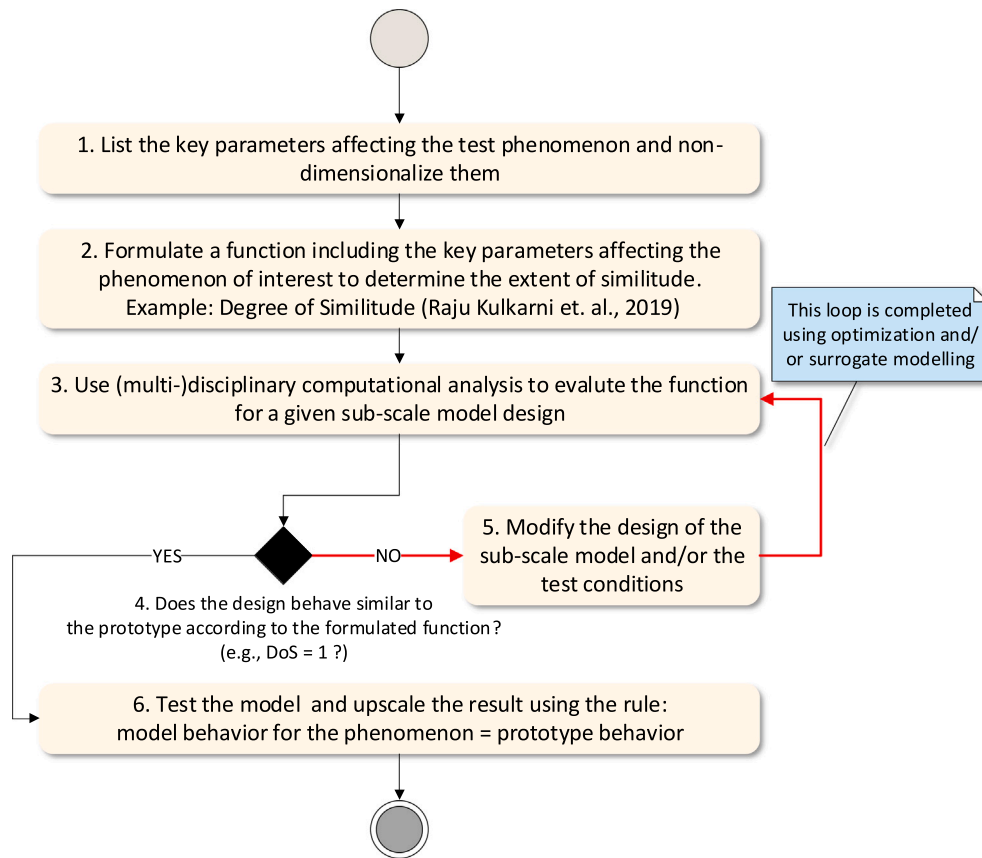 1. List the key parameters affecting the test phenomenon and non-
dimensionalize them
2. Formulate a function including the key parameters affecting the
phenomenon of interest to determine the extent of similitude.
Example: Degree of Similitude (Raju Kulkarni et. al., 2019)
This loop is completed
using optimization and/
or surrogate modelling
3. Use (multi-)disciplinary computational analysis to evalute the function
for a given sub-scale model design
5. Modify the design of the
sub-scale model and/or the
test conditions
YES
NO
4. Does the design behave similar to
the prototype according to the formulated function?
(e.g., DoS = 1 ?)
6. Test the model and upscale the result using the rule:
model behavior for the phenomenon = prototype behavior